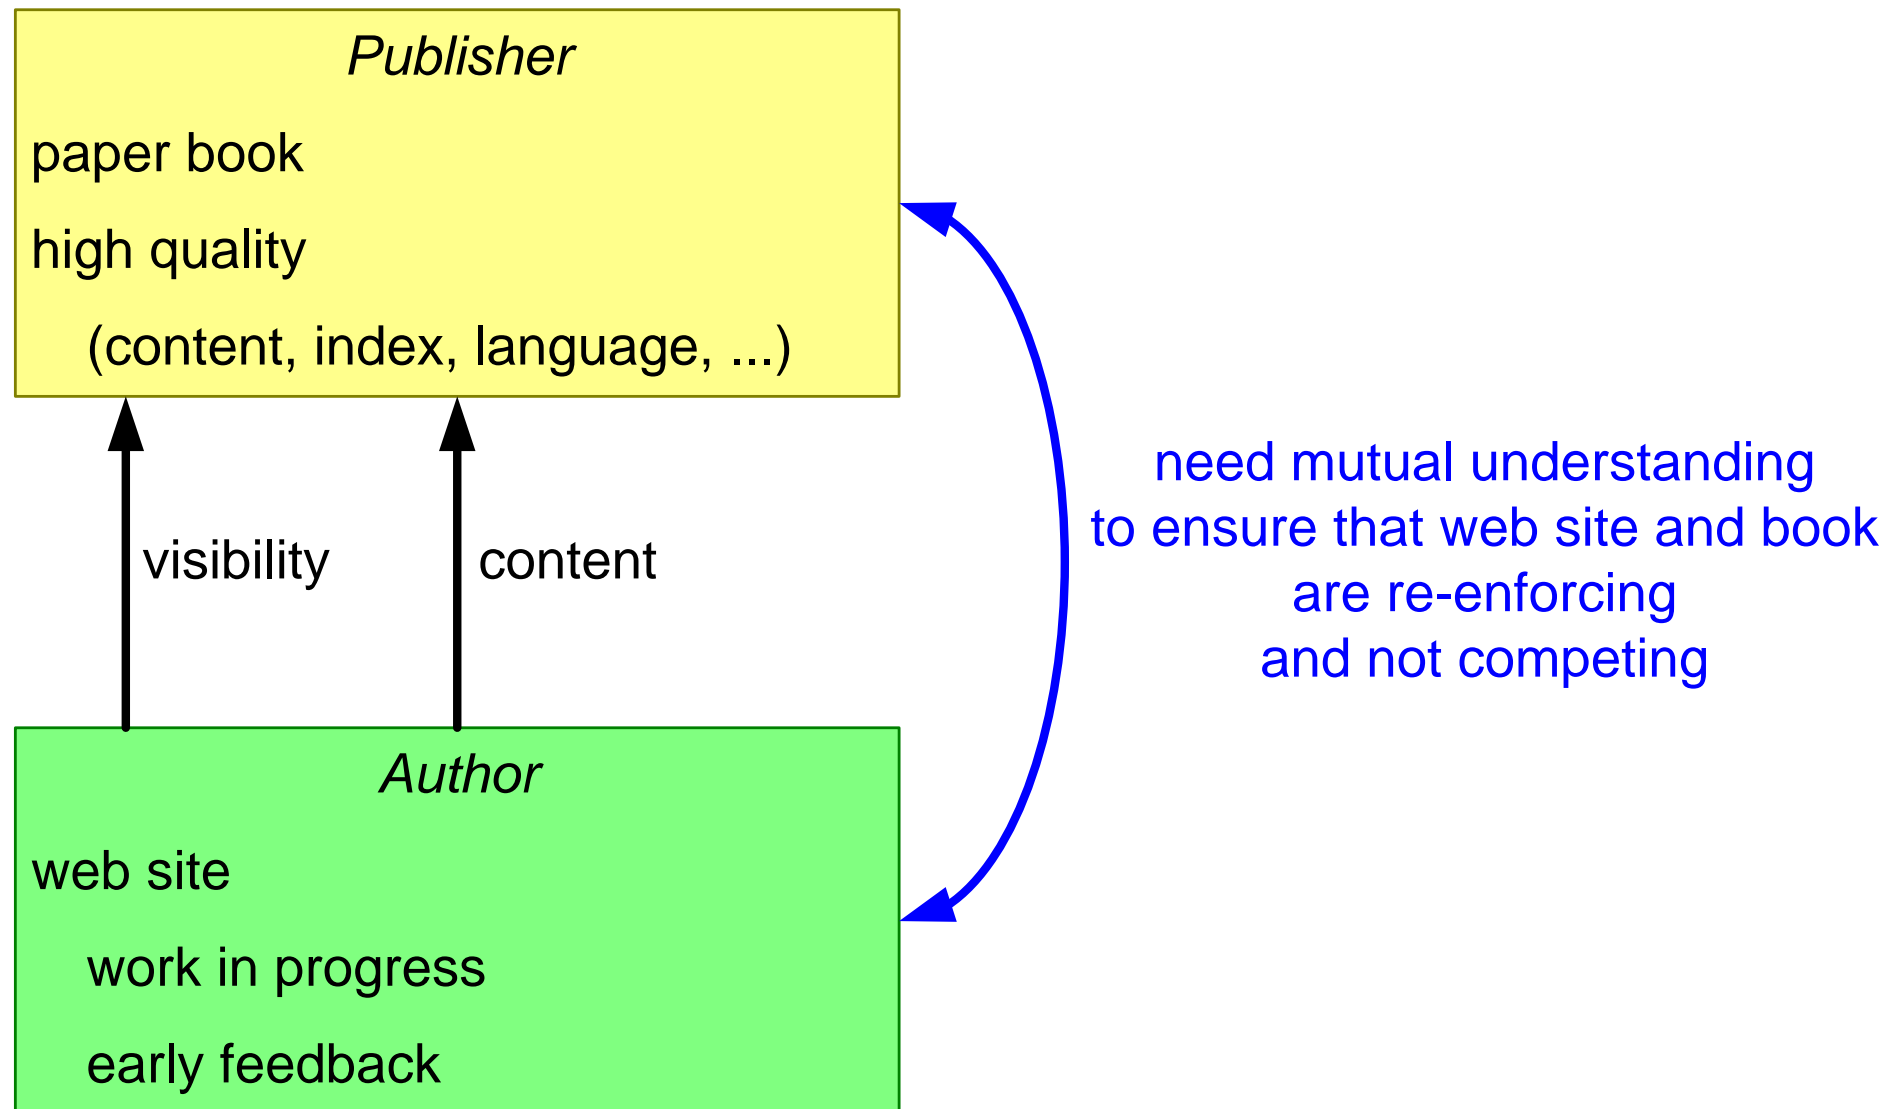 Publisher
paper book
high quality
(content, index, language, ...)
visibility
content
need mutual understanding
to ensure that web site and book
are re-enforcing
and not competing
Author
web site
work in progress
early feedback